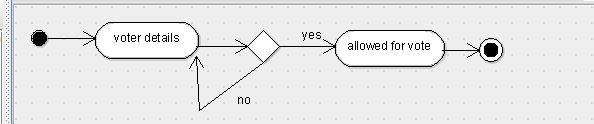 voter details
yes
allowed for vote
no